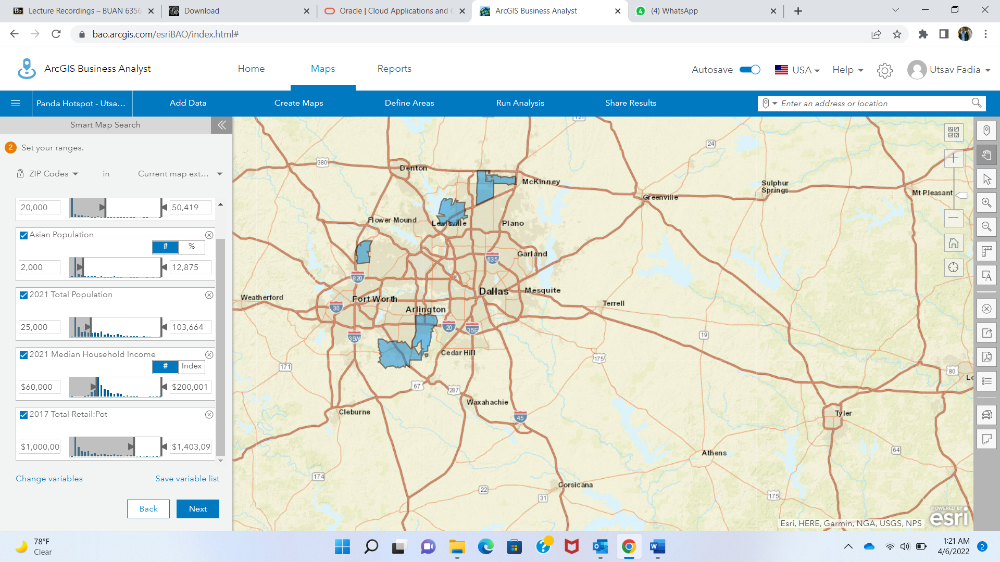 Lecture Recordings – BUAN 6356
Download
Oracle | Cloud Applications and C
ArcGIS Business Analyst
(4) WhatsApp
bao.arcgis.com/esriBAO/index.html#
ArcGIS Business Analyst
Home
Maps
Reports
Autosave
USA
Help
Utsav Fadia
Panda Hotspot - Utsa...
Add Data
Create Maps
Define Areas
Run Analysis
Share Results
Enter an address or location
Smart Map Search
2 Set your ranges.
ZIP Codes in Current map ext...
20,000 50,419
Asian Population
# %
2,000 12,875
2021 Total Population
25,000 103,664
2021 Median Household Income
# Index
$60,000 $200,001
2017 Total Retail:Pot
$1,000,00 $1,403,09
Change variables Save variable list
Back Next
121
24
380
Denton
McKinney
Sulphur
Springs
Mt Pleasant
Greenville
Flower Mound
Lewisville
Plano
Garland
635
820
Dallas
Mesquite
Weatherford
Fort Worth
Terrell
30
Arlington
20
35E
35W
19
Cedar Hill
175
171
80
Lo
67
287
Waxahachie
Cleburne
45
Tyler
64
Athens
174
22
Corsicana
31
175
POWERED BY
esri
Esri, HERE, Garmin, NGA, USGS, NPS
78°F
Clear
1:21 AM
4/6/2022
2